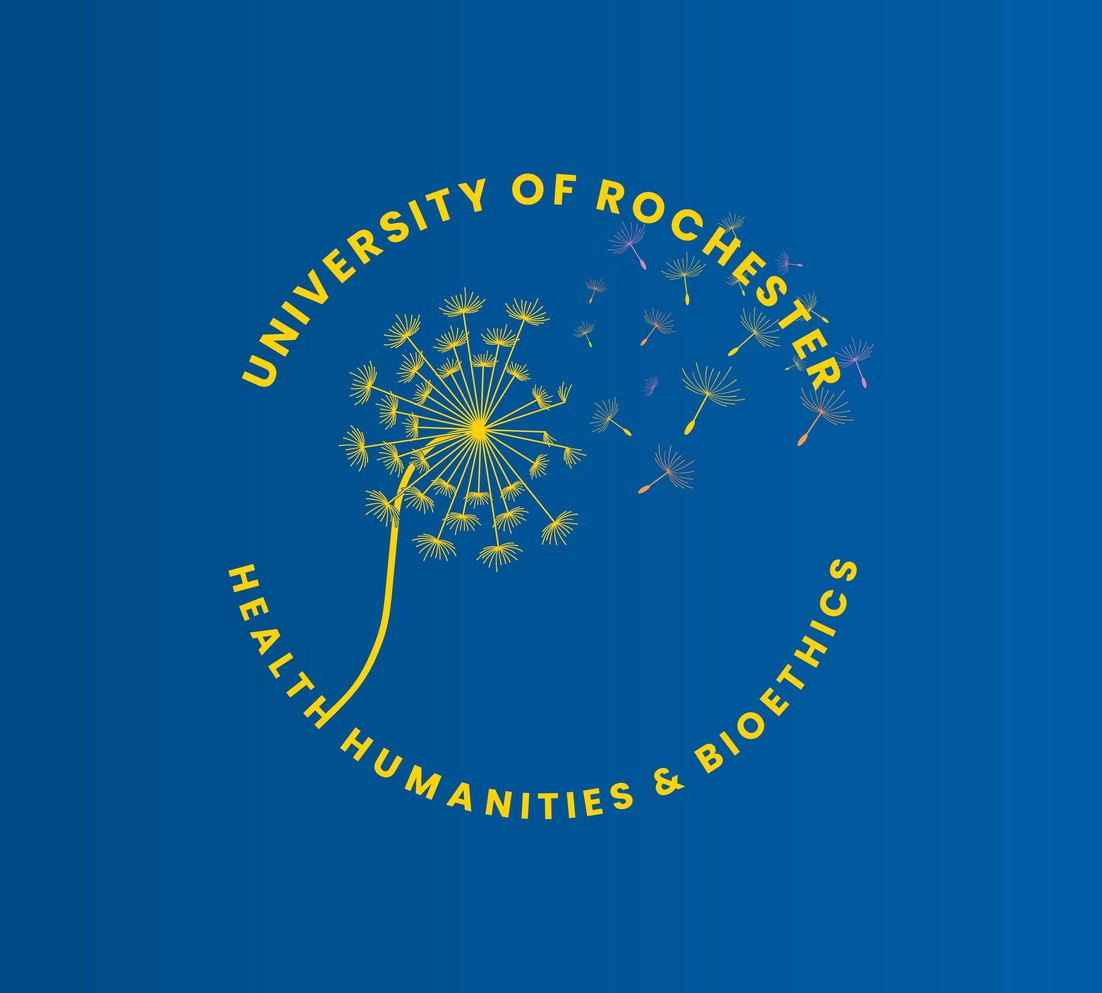 UNIVERSITY OF ROCHESTER
HEALTH HUMANITIES & BIOETHICS